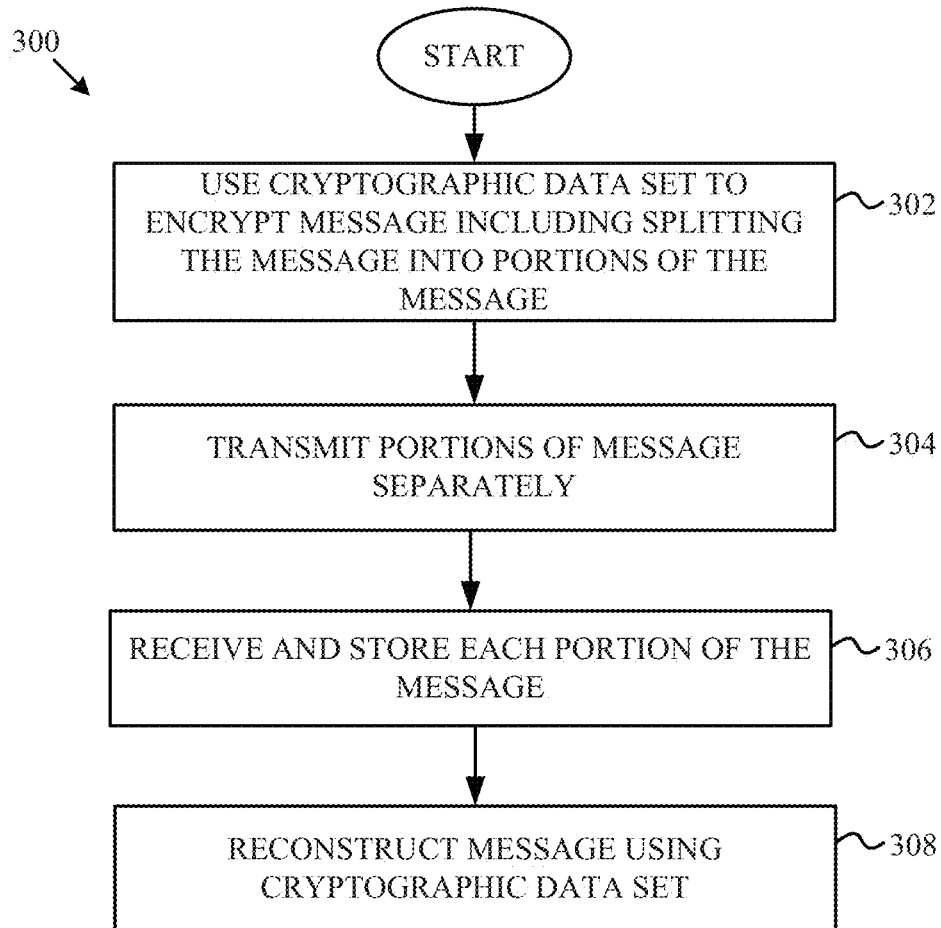 300
START
USE CRYPTOGRAPHIC DATA SET TO
ENCRYPT MESSAGE INCLUDING SPLITTING
THE MESSAGE INTO PORTIONS OF THE
MESSAGE
302
TRANSMIT PORTIONS OF MESSAGE
SEPARATELY
304
RECEIVE AND STORE EACH PORTION OF THE
MESSAGE
306
RECONSTRUCT MESSAGE USING
CRYPTOGRAPHIC DATA SET
308